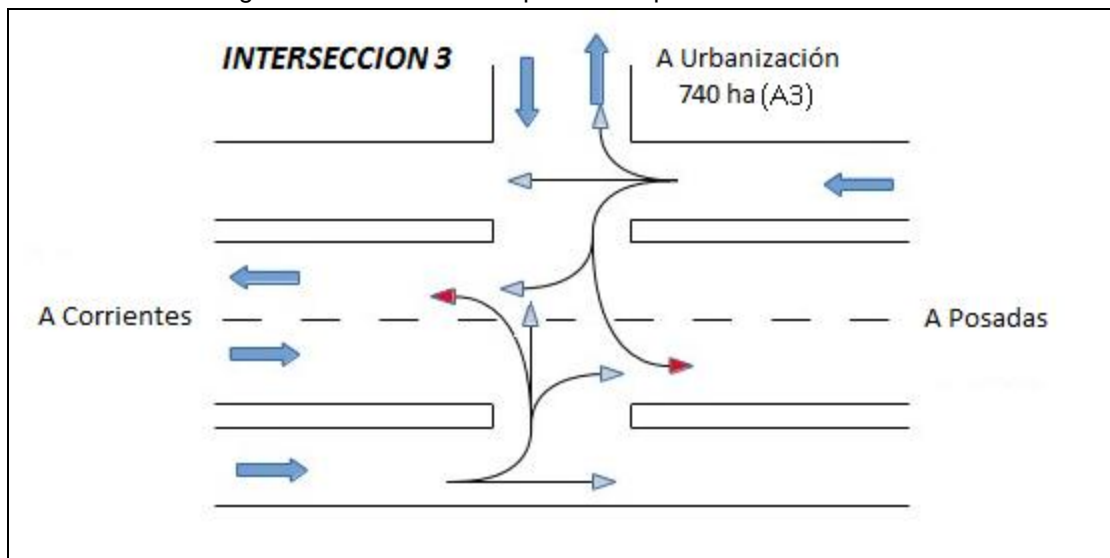 INTERSECCION 3
A Urbanización
740 ha (A3)
A Corrientes
A Posadas